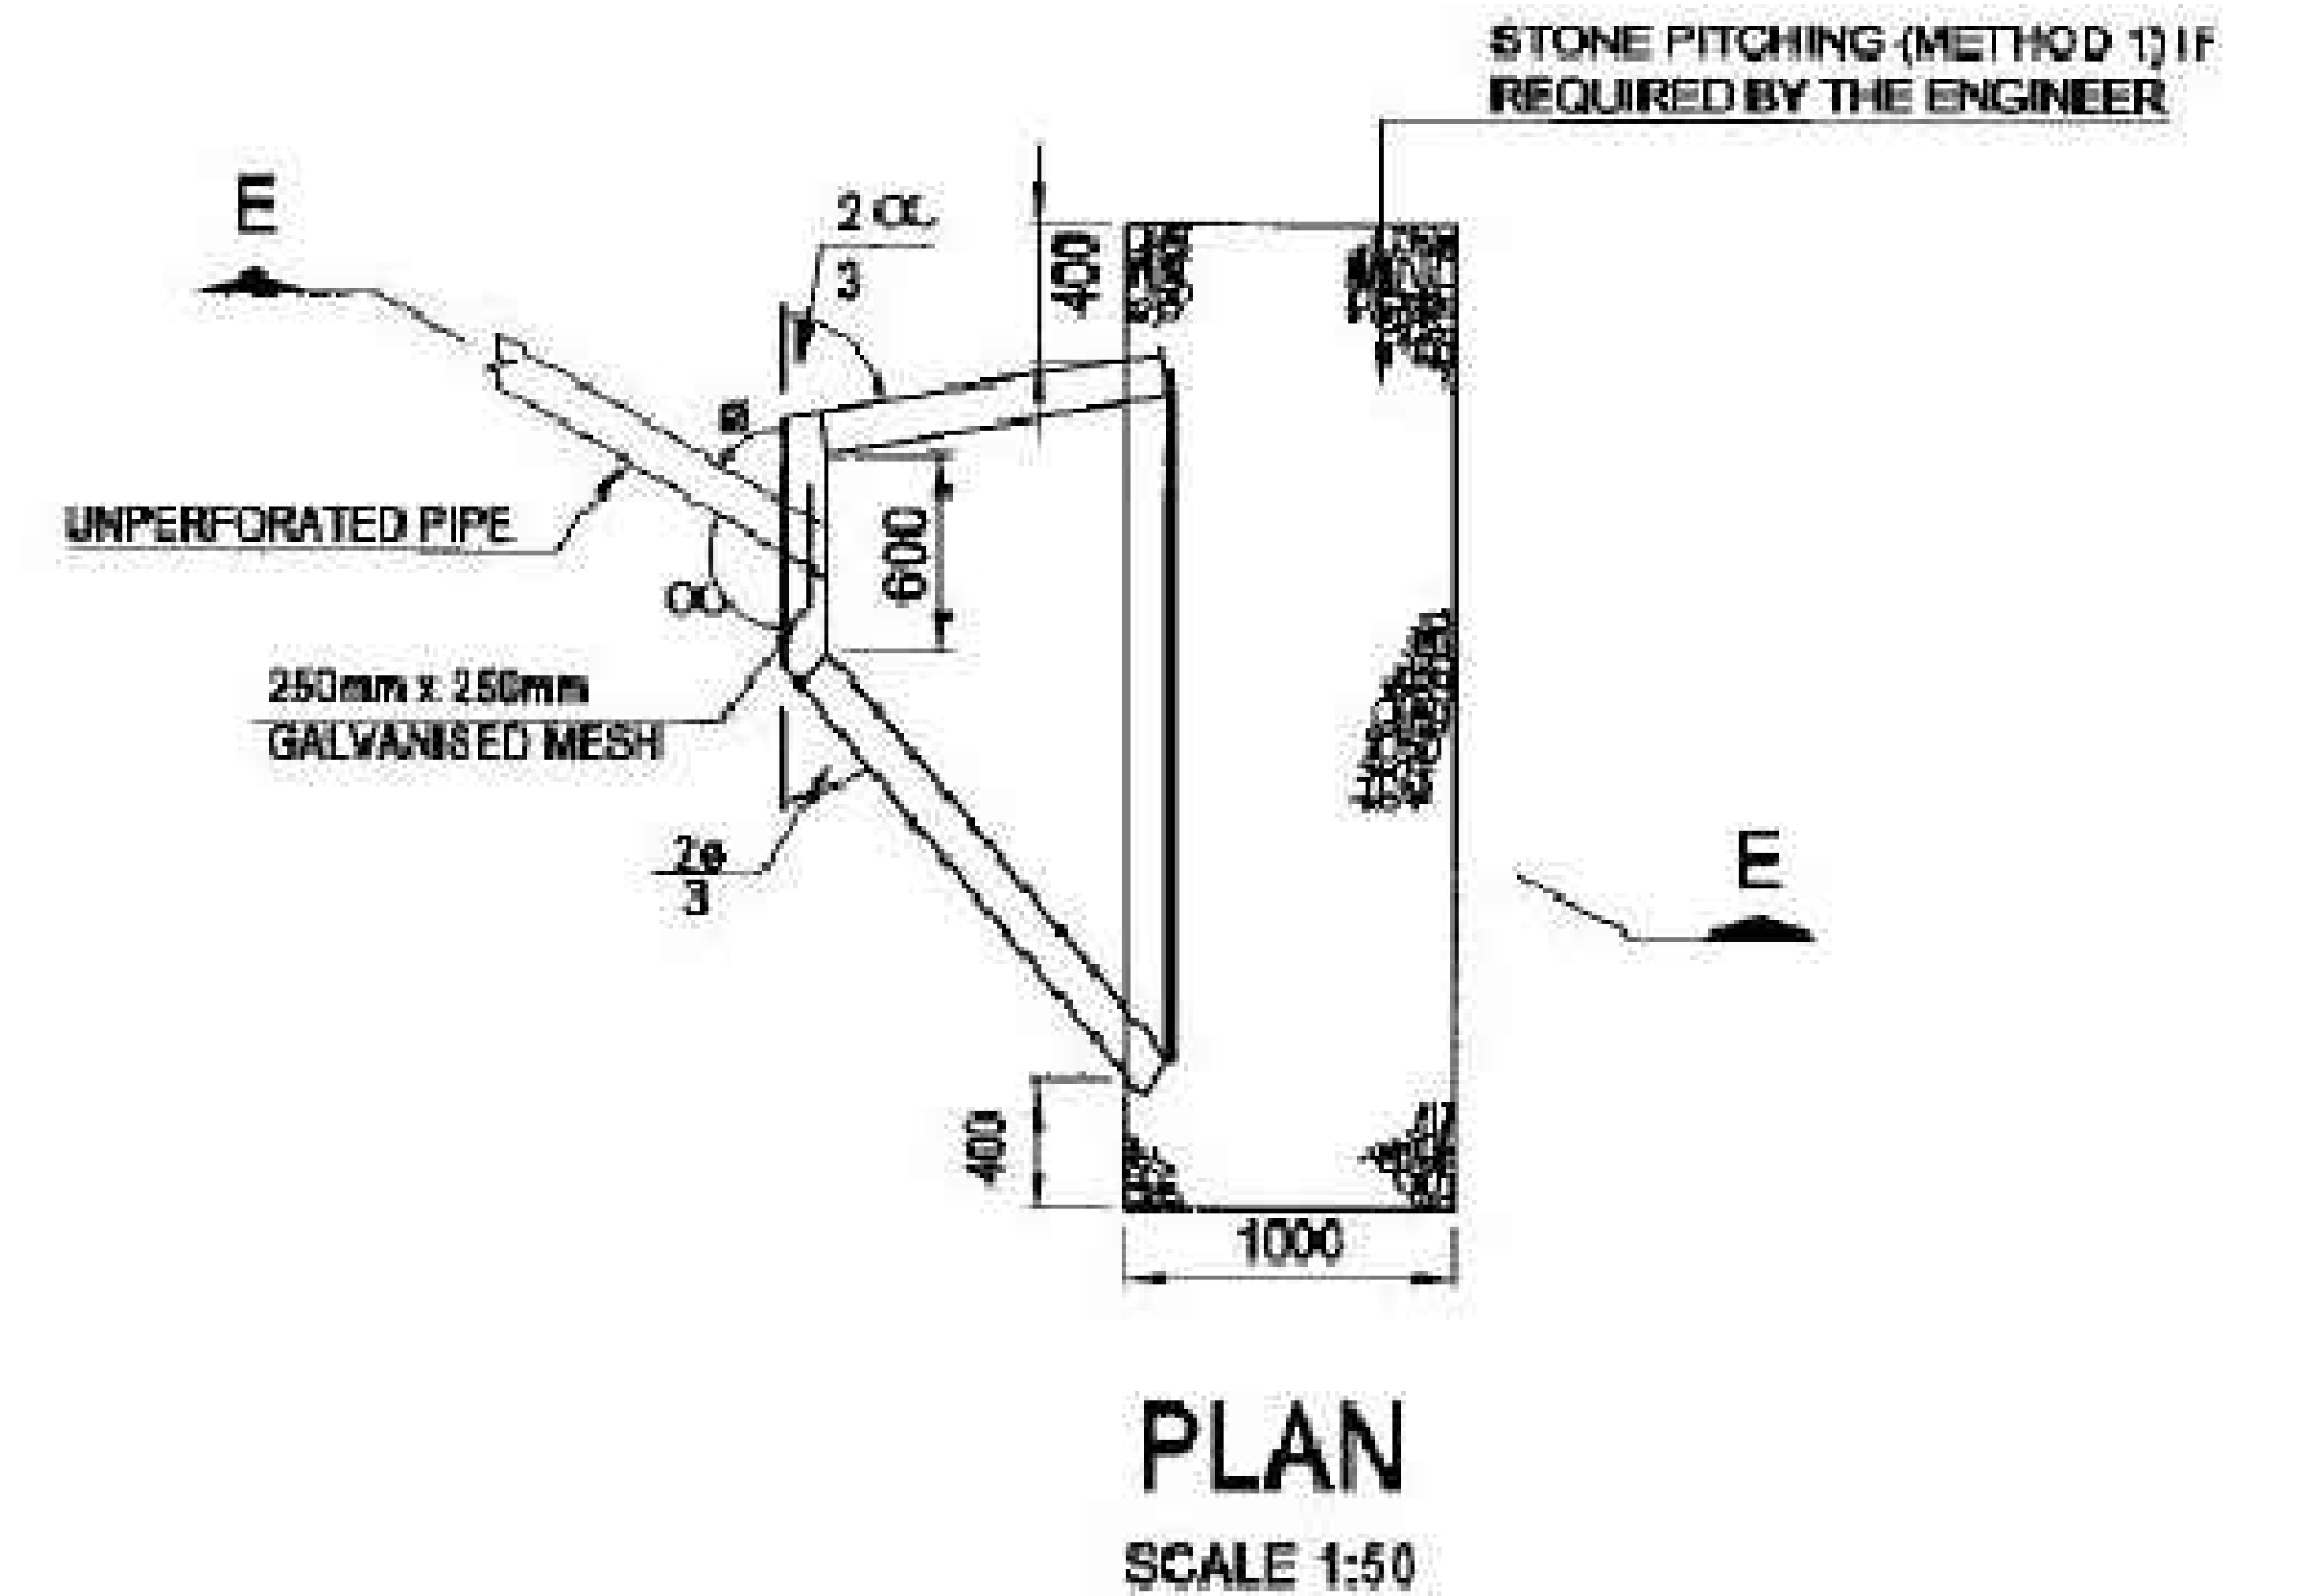 STONE PITCHING (METHOD 1) IF
REQUIRED BY THE ENGINEER
E
2 α
3
400
ø
UNPERFORATED PIPE
600
α
250mm x 250mm
GALVANISED MESH
2ø
3
E
400
1000
PLAN
SCALE 1:50